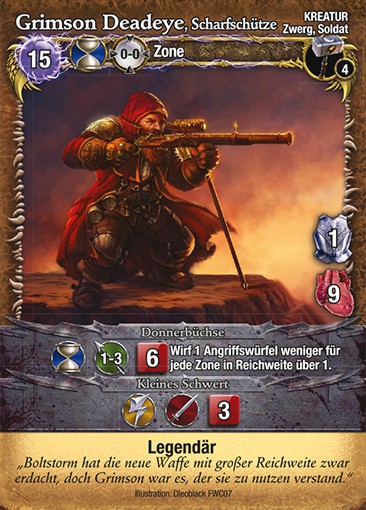 Grimson Deadeye, Scharfschütze
KREATUR
Zwerg, Soldat
15
0-0
Zone
4
1
9
Donnerbüchse
1-3
6
Wirf 1 Angriffswürfel weniger für
jede Zone in Reichweite über 1.
Kleines Schwert
3
Legendär
„Boltstorm hat die neue Waffe mit großer Reichweite zwar
erdacht, doch Grimson war es, der sie zu nutzen verstand.“
Illustration: Dleoblack FWC07